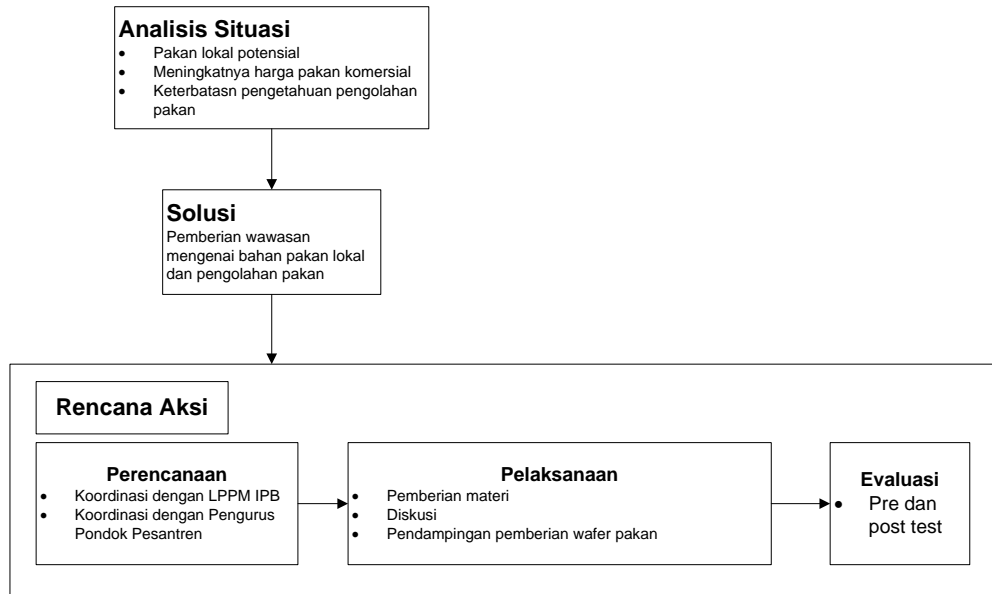 Analisis Situasi
• Pakan lokal potensial
• Meningkatnya harga pakan komersial
• Keterbatasn pengetahuan pengolahan
pakan
Solusi
Pemberian wawasan
mengenai bahan pakan lokal
dan pengolahan pakan
Rencana Aksi
Perencanaan
• Koordinasi dengan LPPM IPB
• Koordinasi dengan Pengurus
Pondok Pesantren
Pelaksanaan
• Pemberian materi
• Diskusi
• Pendampingan pemberian wafer pakan
Evaluasi
• Pre dan
post test